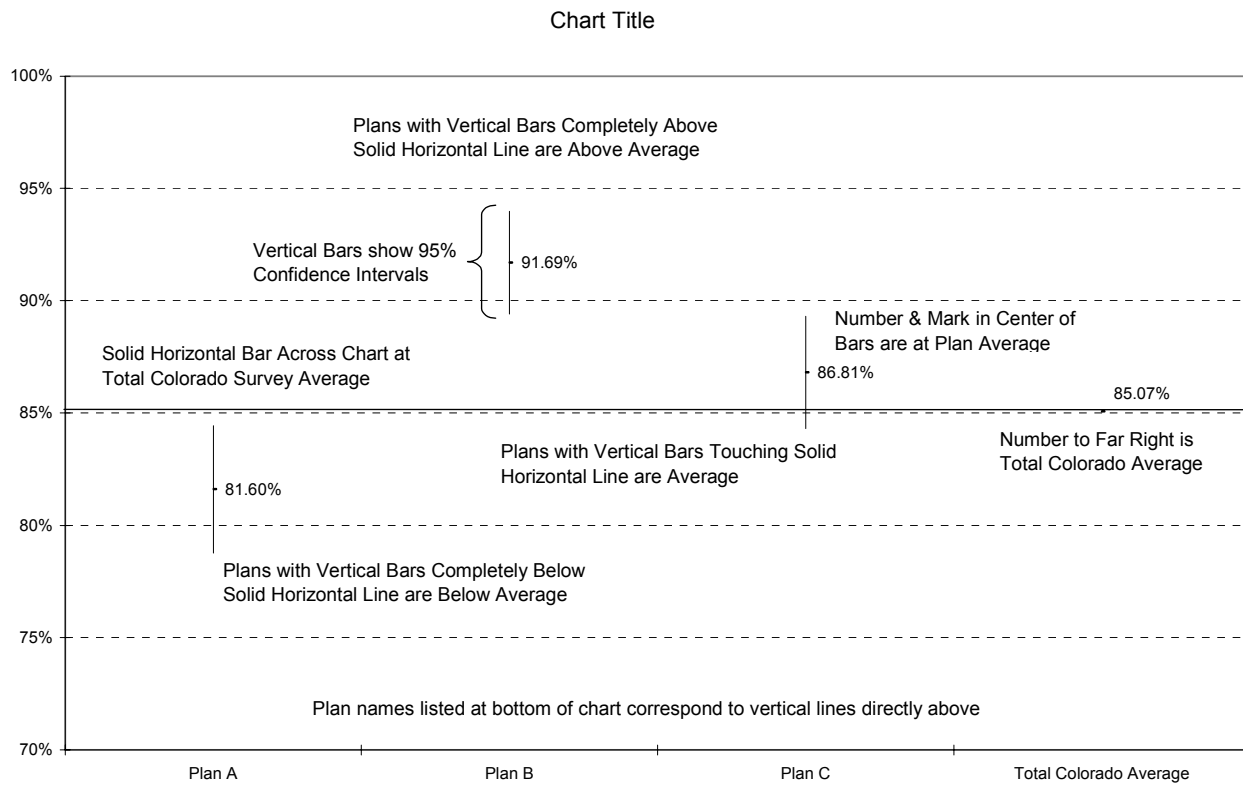 Chart Title
100%
Plans with Vertical Bars Completely Above
Solid Horizontal Line are Above Average
95%
Vertical Bars show 95%
Confidence Intervals
91.69%
90%
Number & Mark in Center of
Bars are at Plan Average
Solid Horizontal Bar Across Chart at
Total Colorado Survey Average
86.81%
85.07%
85%
Plans with Vertical Bars Touching Solid
Horizontal Line are Average
Number to Far Right is
Total Colorado Average
81.60%
80%
Plans with Vertical Bars Completely Below
Solid Horizontal Line are Below Average
75%
Plan names listed at bottom of chart correspond to vertical lines directly above
70%
Plan A
Plan B
Plan C
Total Colorado Average